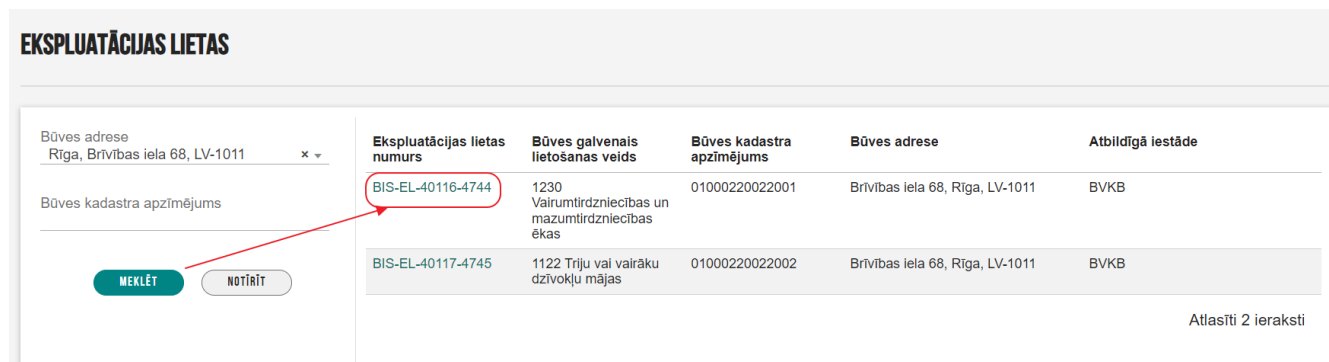 EKSPLUATĀCIJAS LIETAS
Būves adrese
Rīga, Brīvības iela 68, LV-1011
Būves kadastra apzīmējums
MEKLĒT
NOTĪRĪT
Ekspluatācijas lietas
numurs
Būves galvenais
lietošanas veids
Būves kadastra
apzīmējums
Būves adrese
Atbildīgā iestāde
BIS-EL-40116-4744
1230
Vairumtirdzniecības un
mazumtirdzniecības
ēkas
01000220022001
Brīvības iela 68, Rīga, LV-1011
BVKB
BIS-EL-40117-4745
1122 Triju vai vairāku
dzīvokļu mājas
01000220022002
Brīvības iela 68, Rīga, LV-1011
BVKB
Atlasīti 2 ieraksti